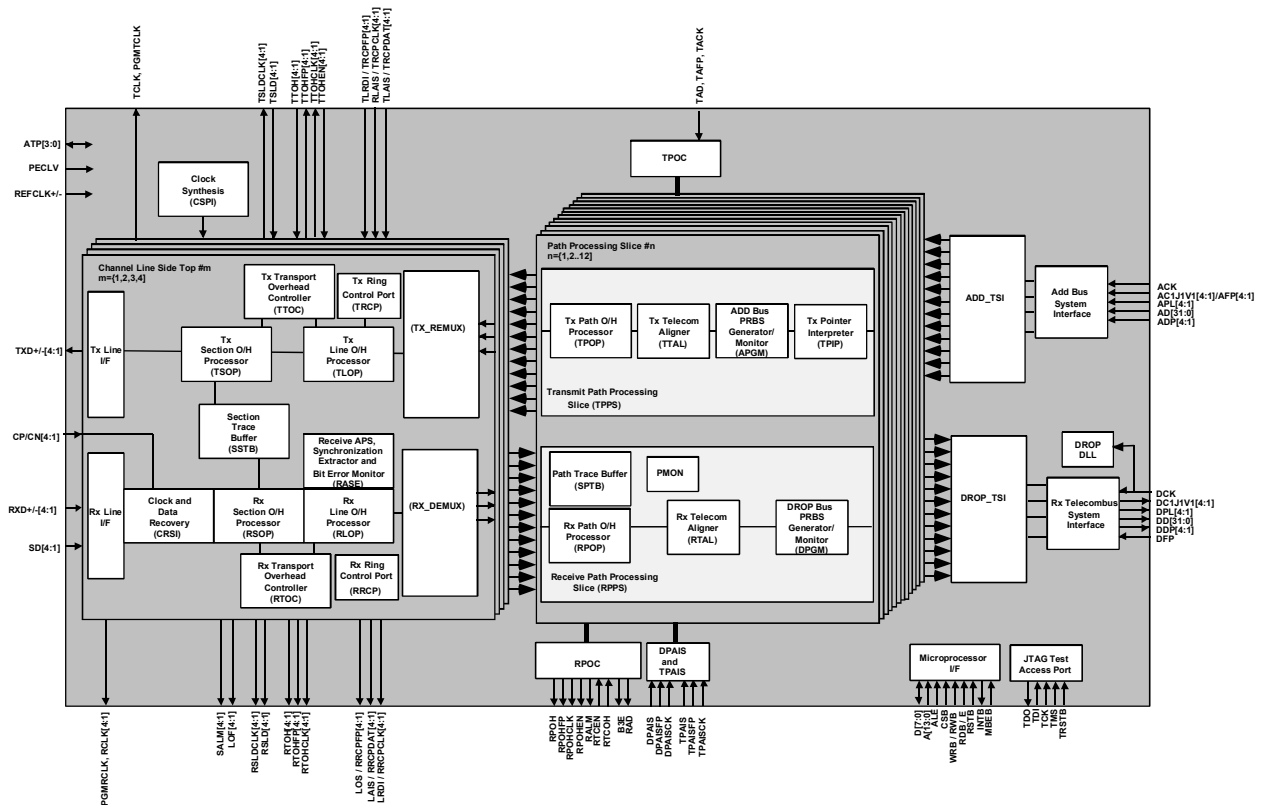 TCLK, PGMTCLK
TSLDCLK[4:1]
TSLD[4:1]
TTOH[4:1]
TTOHFP[4:1]
TTOHCLK[4:1]
TTOHEN[4:1]
TLRDI / TRCPFP[4:1]
RLAIS / TRCPCLK[4:1]
TLAIS / TRCPDAT[4:1]
TAD, TAFP, TACK
ATP[3:0]
PECLV
REFCLK+/-
Clock
Synthesis
(CSPI)
TPOC
Channel Line Side Top #m
m={1,2,3,4]
Tx Transport
Overhead
Controller
(TTOC)
Tx Ring
Control Port
(TRCP)
(TX_REMUX)
Tx Line
I/F
Tx
Section O/H
Processor
(TSOP)
Tx
Line O/H
Processor
(TLOP)
TXD+/-[4:1]
Section
Trace
Buffer
(SSTB)
Receive APS,
Synchronization
Extractor and
Bit Error Monitor
(RASE)
CP/CN[4:1]
RXD+/-[4:1]
SD[4:1]
Rx Line
I/F
Clock and
Data
Recovery
(CRSI)
Rx
Section O/H
Processor
(RSOP)
Rx
Line O/H
Processor
(RLOP)
(RX_DEMUX)
Rx Transport
Overhead
Controller
(RTOC)
Rx Ring
Control Port
(RRCP)
Path Processing Slice #n
n={1,2..12]
Tx Path O/H
Processor
(TPOP)
Tx Telecom
Aligner
(TTAL)
ADD Bus
PRBS
Generator/
Monitor
(APGM)
Tx Pointer
Interpreter
(TPIP)
Transmit Path Processing
Slice (TPPS)
Path Trace Buffer
(SPTB)
PMON
Rx Path O/H
Processor
(RPOP)
Rx Telecom
Aligner
(RTAL)
DROP Bus
PRBS
Generator/
Monitor
(DPGM)
Receive Path Processing
Slice (RPPS)
ADD_TSI
Add Bus
System
Interface
ACK
AC1J1V1[4:1]/AFP[4:1]
APL[4:1]
AD[31:0]
ADP[4:1]
DROP_TSI
DROP
DLL
Rx Telecombus
System
Interface
DCK
DC1J1V1[4:1]
DPL[4:1]
DD[31:0]
DDP[4:1]
DFP
RPOC
DPAIS
and
TPAIS
Microprocessor
I/F
JTAG Test
Access Port
PGMRCLK, RCLK[4:1]
SALM[4:1]
LOF[4:1]
RSLDCLK[4:1]
RSLD[4:1]
RTOH[4:1]
RTOHFP[4:1]
RTOHCLK[4:1]
LOS / RRCPFP[4:1]
LAIS / RRCPDAT[4:1]
LRDI / RRCPCLK[4:1]
RPOH
RPOHFP
RPOHCLK
RPOHEN
RALM
RTCEN
RTCOH
B3E
RAD
DPAIS
DPAISFP
DPAISCK
TPAIS
TPAISFP
TPAISCK
D[7:0]
A[13:0]
ALE
CSB
WRB / RWB
RDB / E
RSTB
INTB
MBEB
TDO
TDI
TCK
TMS
TRSTB